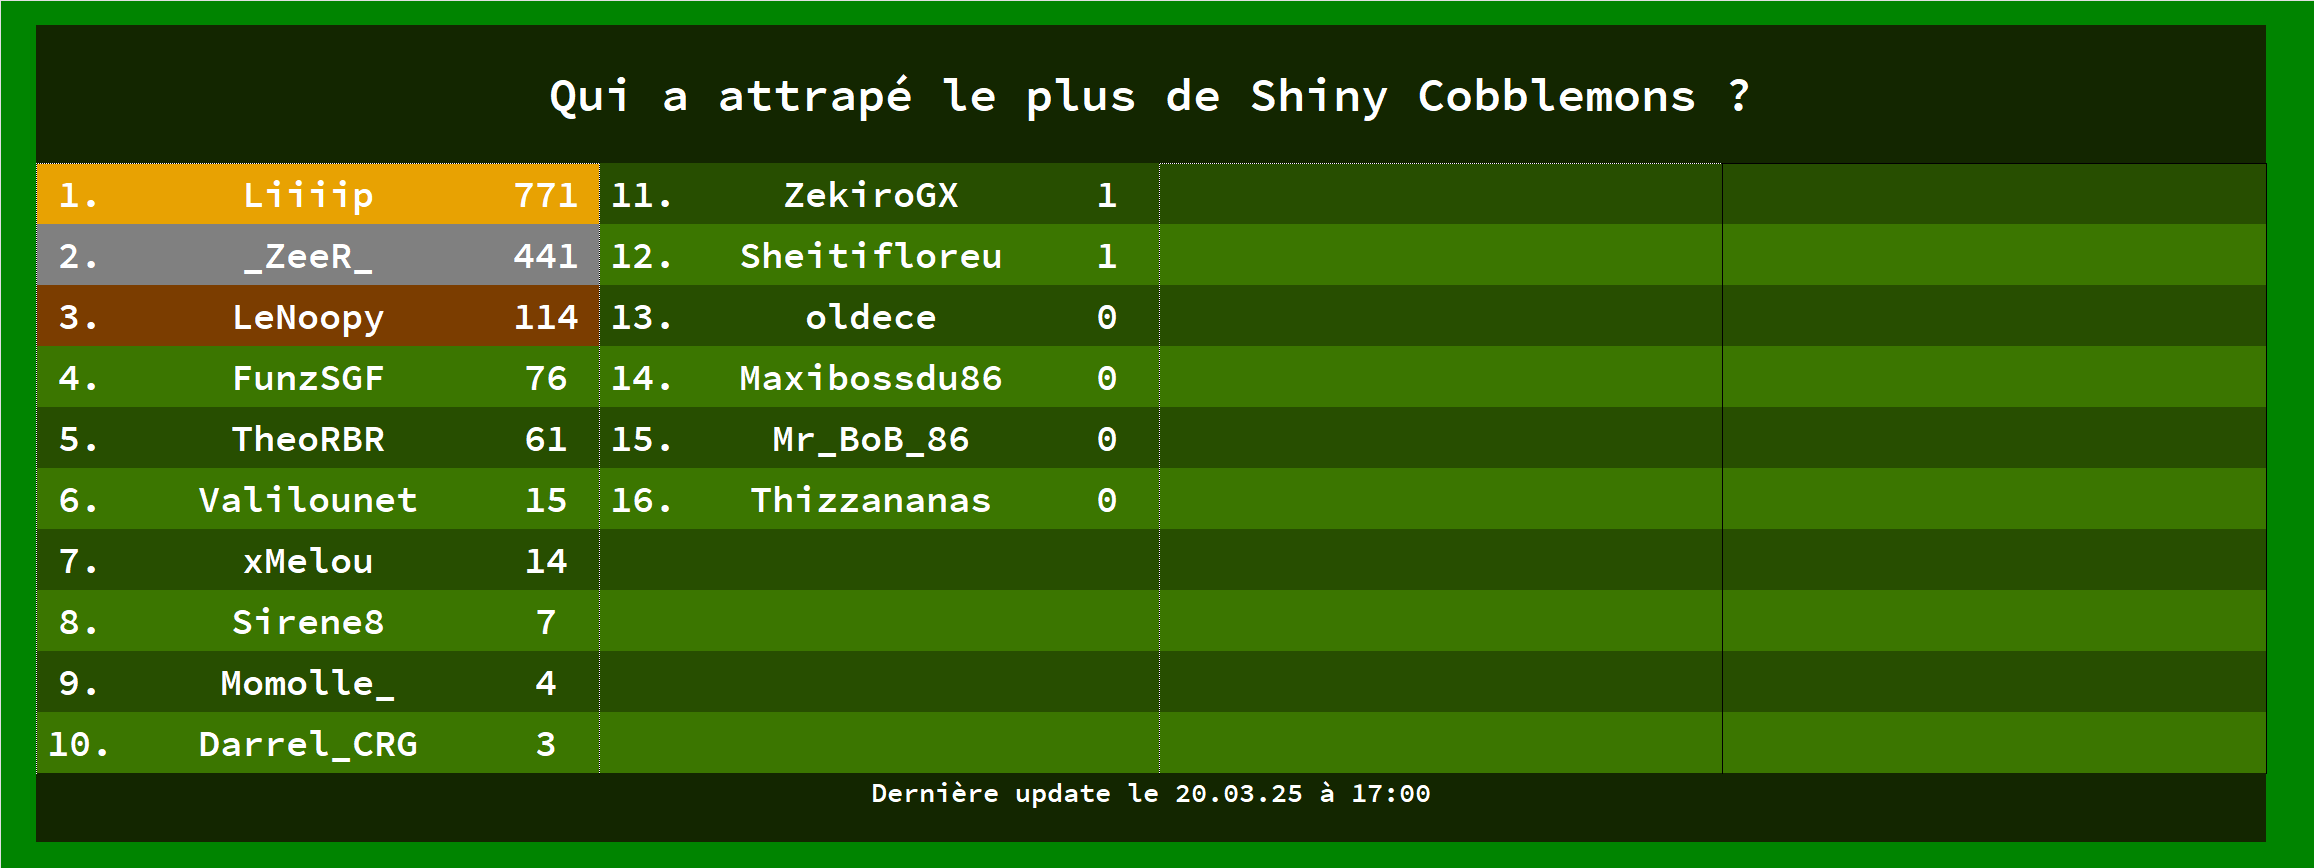 Qui a attrapé le plus de Shiny Cobblemons ?
1. Liiiip 771
2. _ZeeR_ 441
3. LeNoopy 114
4. FunzSGF 76
5. TheoRBR 61
6. Valilounet 15
7. xMelou 14
8. Sirene8 7
9. Momolle_ 4
10. Darrel_CRG 3
11. ZekiroGX 1
12. Sheitifloreu 1
13. oldece 0
14. Maxibossdu86 0
15. Mr_BoB_86 0
16. Thizzananas 0
Dernière update le 20.03.25 à 17:00